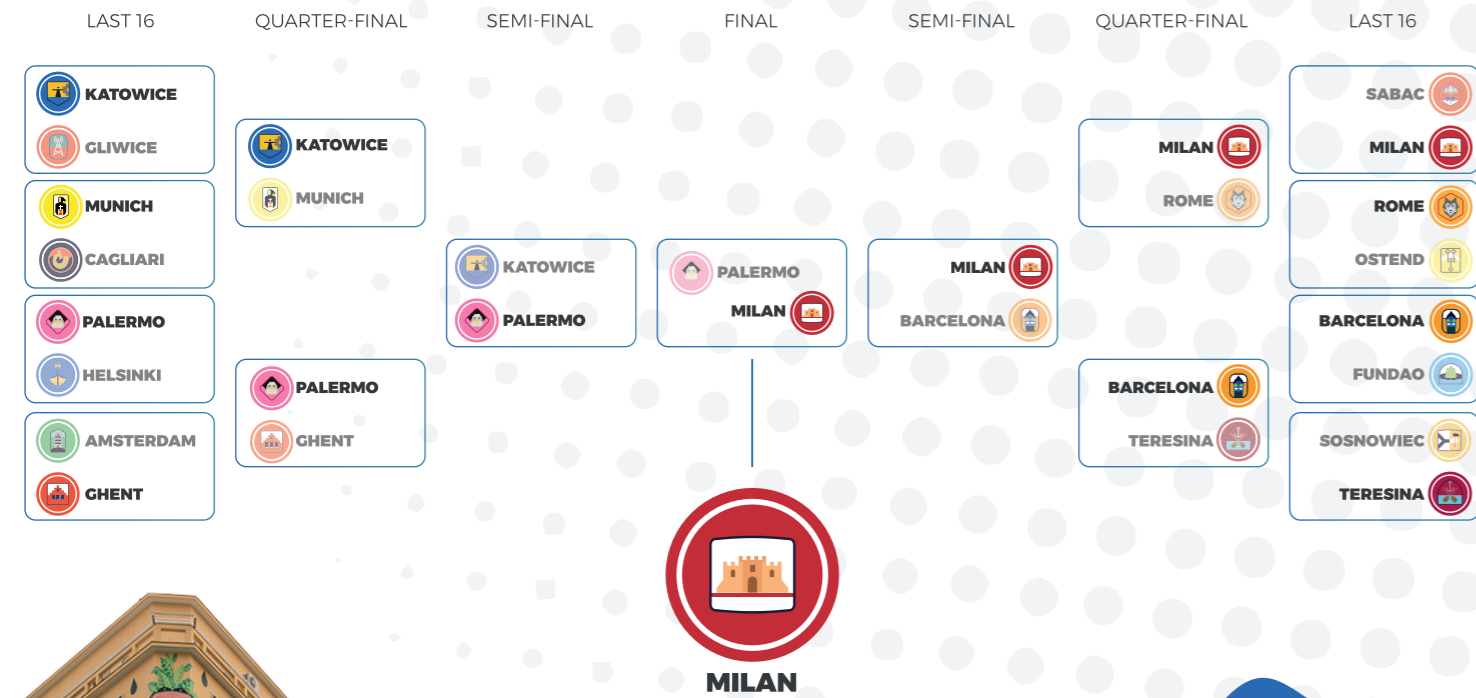 LAST 16
QUARTER-FINAL
SEMI-FINAL
FINAL
SEMI-FINAL
QUARTER-FINAL
LAST 16
KATOWICE
GLIWICE
MUNICH
CAGLIARI
PALERMO
HELSINKI
AMSTERDAM
GHENT
KATOWICE
MUNICH
PALERMO
GHENT
KATOWICE
PALERMO
PALERMO
MILAN
MILAN
BARCELONA
MILAN
ROME
BARCELONA
TERESINA
SABAC
MILAN
ROME
OSTEND
BARCELONA
FUNDAO
SOSNOWIEC
TERESINA
MILAN